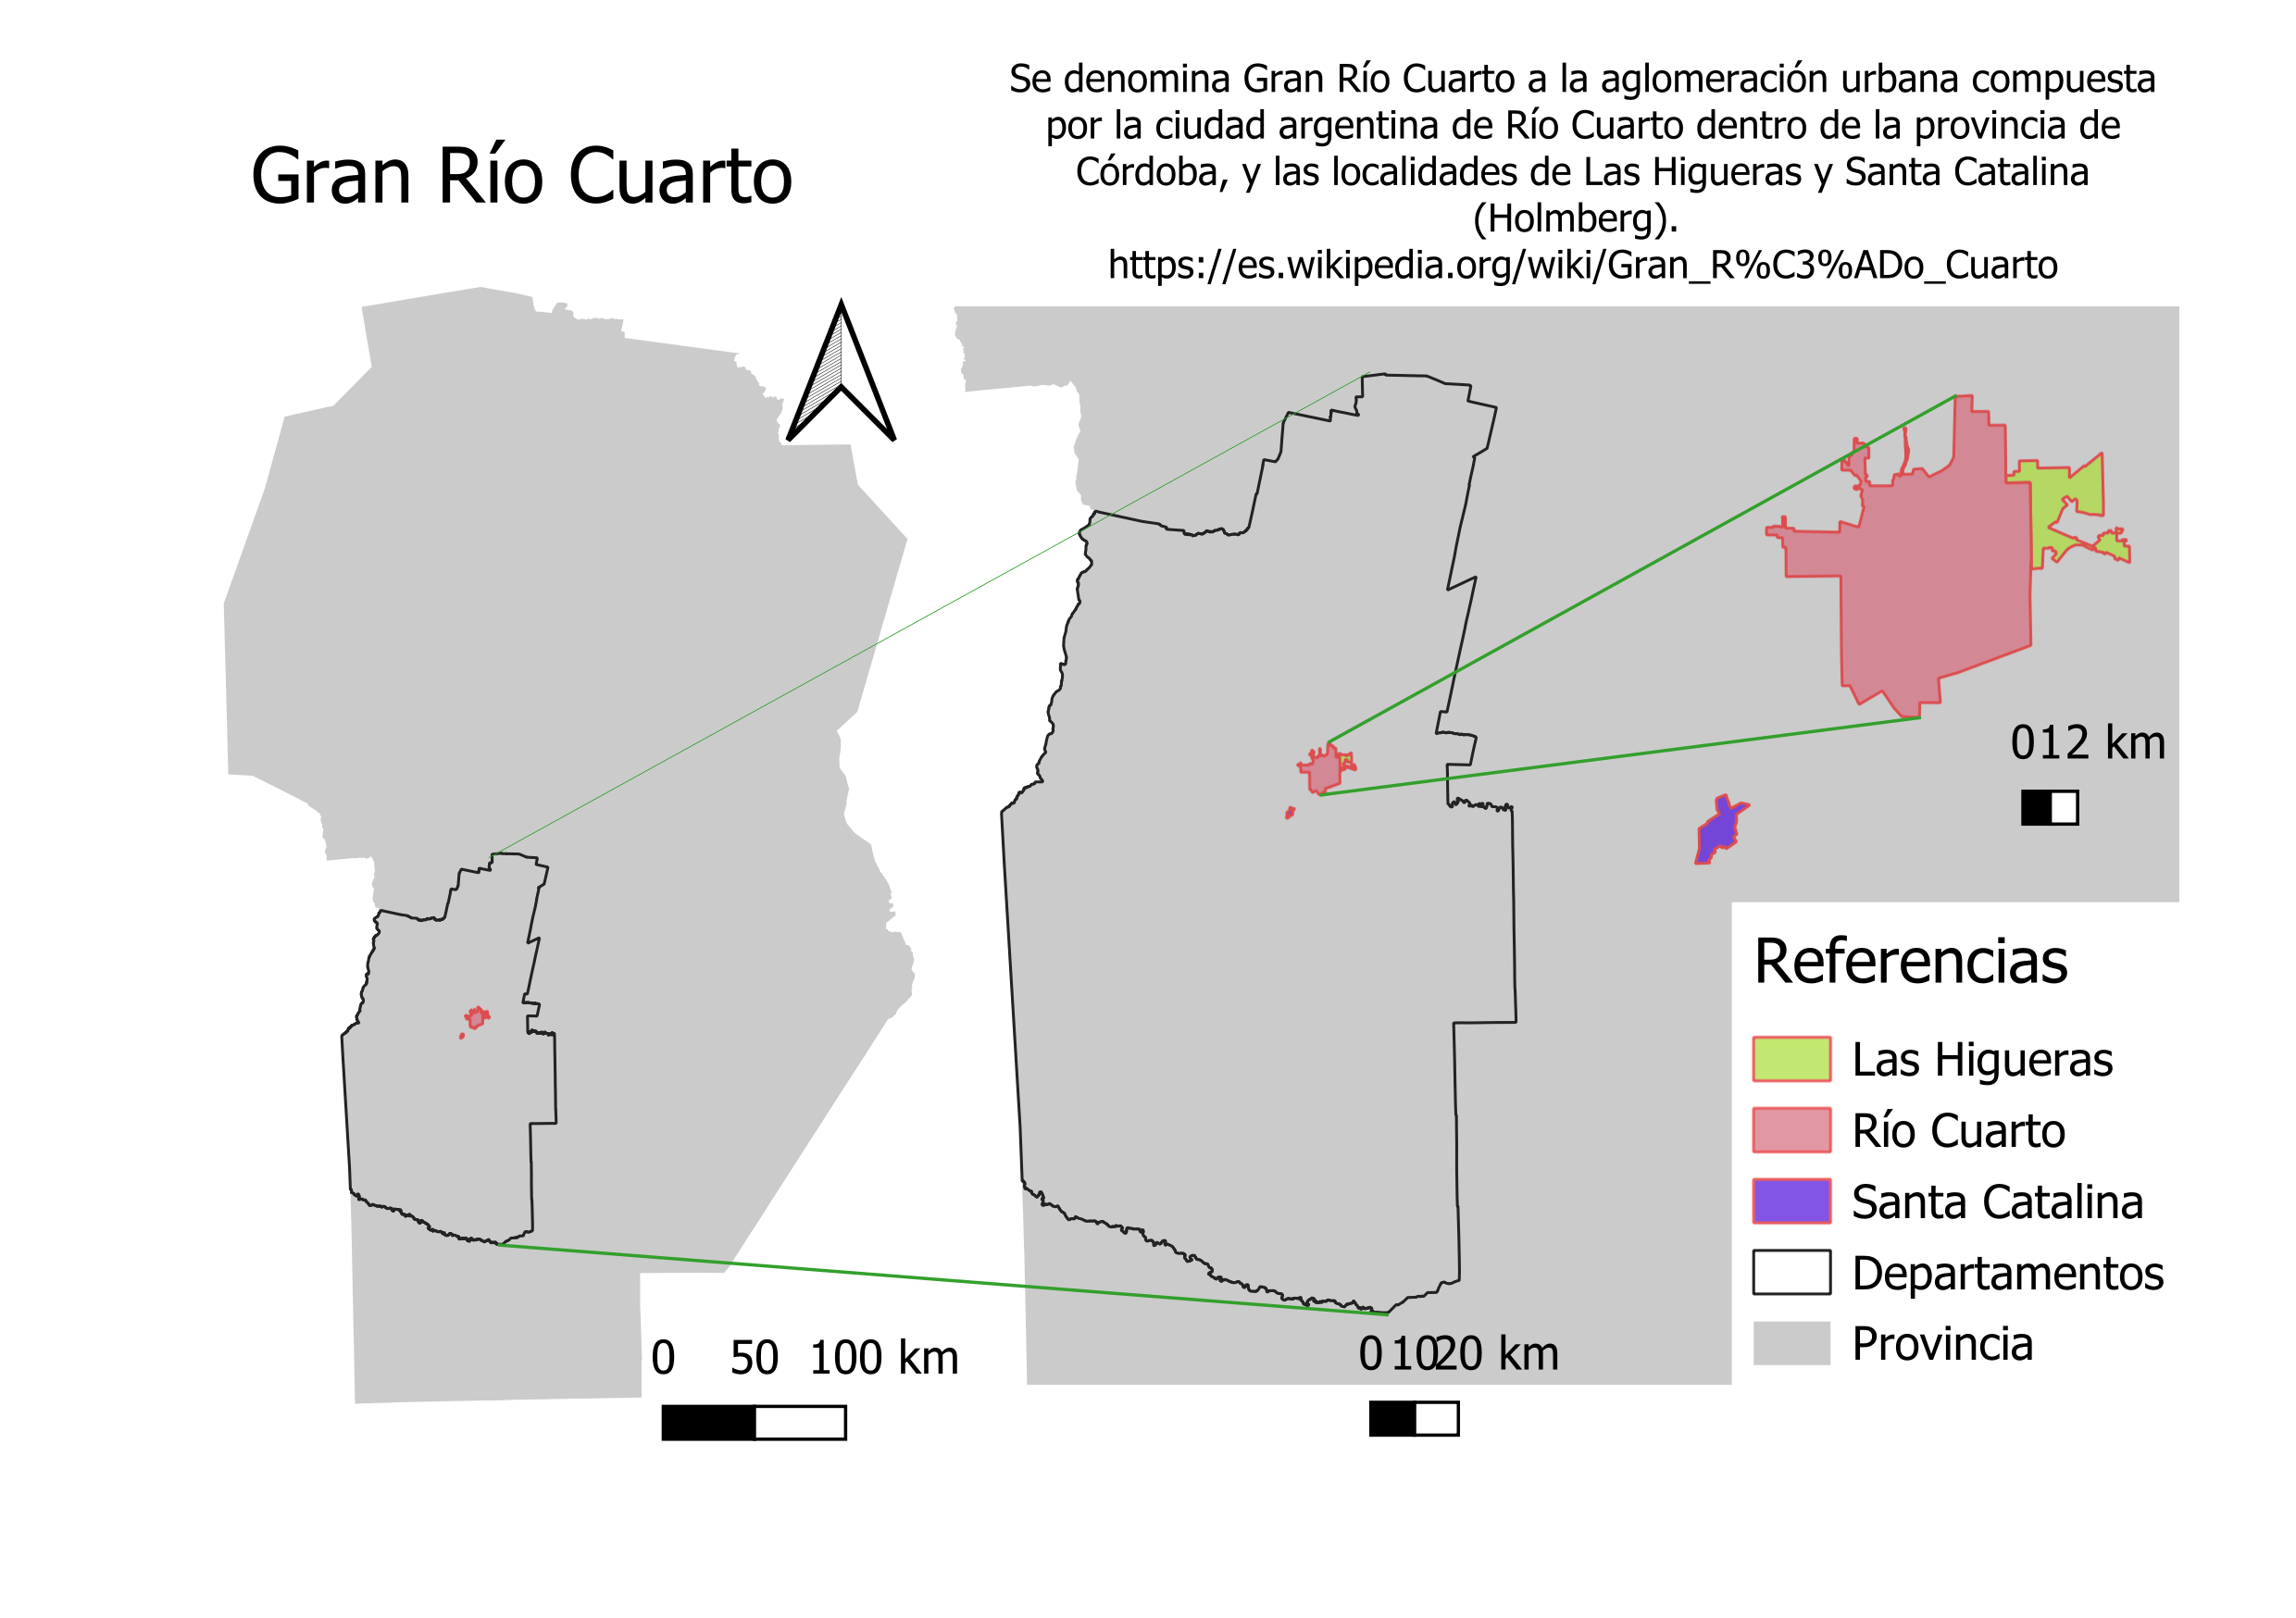 Gran Río Cuarto
Se denomina Gran Río Cuarto a la aglomeración urbana compuesta
por la ciudad argentina de Río Cuarto dentro de la provincia de
Córdoba, y las localidades de Las Higueras y Santa Catalina
(Holmberg).
https://es.wikipedia.org/wiki/Gran_R%C3%ADo_Cuarto
012 km
Referencias
Las Higueras
Río Cuarto
Santa Catalina
Departamentos
Provincia
0 50 100 km
0 1020 km